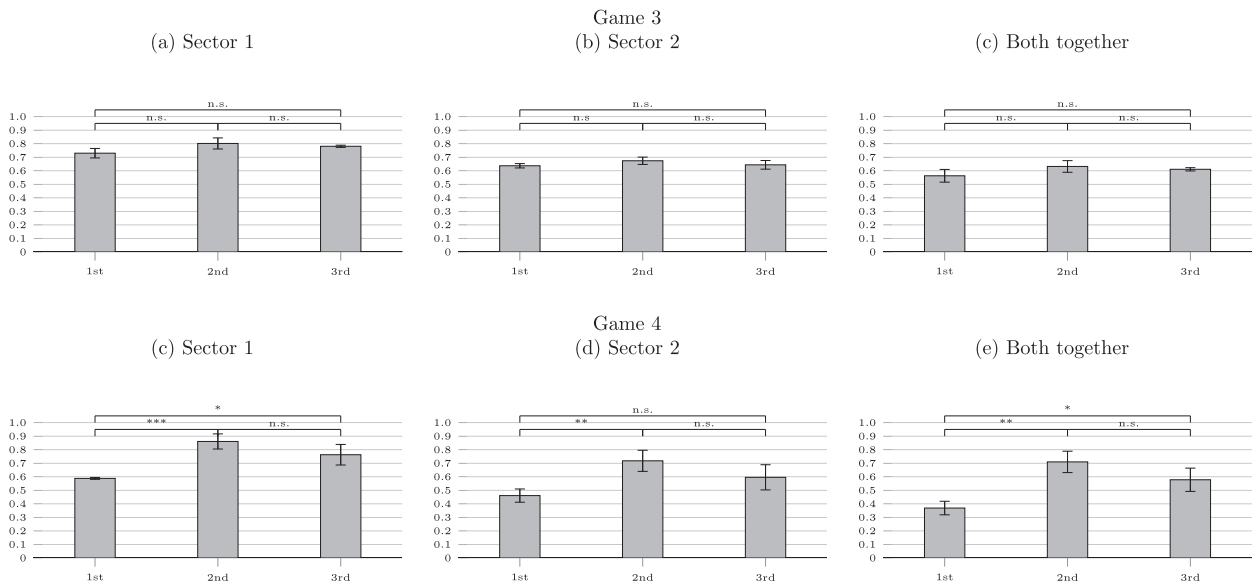 Game 3
(a) Sector 1
(b) Sector 2
(c) Both together
n.s.
n.s.
n.s.
1.0
0.9
0.8
0.7
0.6
0.5
0.4
0.3
0.2
0.1
0
1st
2nd
3rd
n.s.
n.s
n.s.
1.0
0.9
0.8
0.7
0.6
0.5
0.4
0.3
0.2
0.1
0
1st
2nd
3rd
n.s.
n.s.
n.s.
1.0
0.9
0.8
0.7
0.6
0.5
0.4
0.3
0.2
0.1
0
1st
2nd
3rd
Game 4
(c) Sector 1
(d) Sector 2
(e) Both together
*
***
n.s.
1.0
0.9
0.8
0.7
0.6
0.5
0.4
0.3
0.2
0.1
0
1st
2nd
3rd
n.s.
**
n.s.
1.0
0.9
0.8
0.7
0.6
0.5
0.4
0.3
0.2
0.1
0
1st
2nd
3rd
*
**
n.s.
1.0
0.9
0.8
0.7
0.6
0.5
0.4
0.3
0.2
0.1
0
1st
2nd
3rd